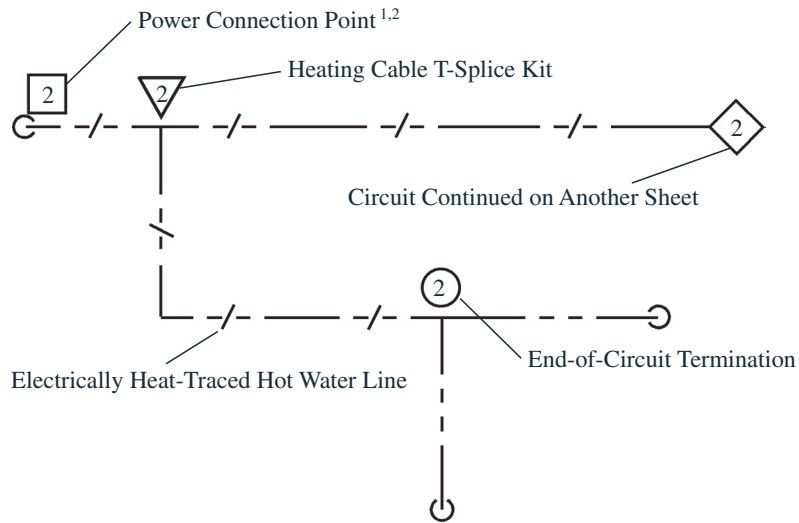 Power Connection Point 1,2
2
2
Heating Cable T-Splice Kit
2
Circuit Continued on Another Sheet
2
End-of-Circuit Termination
Electrically Heat-Traced Hot Water Line